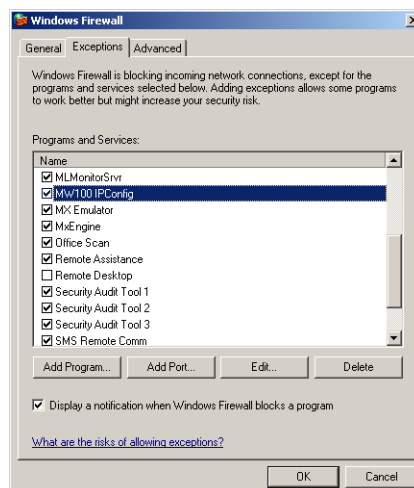 Windows Firewall
General Exceptions Advanced
Windows Firewall is blocking incoming network connections, except for the
programs and services selected below. Adding exceptions allows some programs
to work better but might increase your security risk.
Programs and Services:
Name
MLMonitorSrvr
MW100 IPConfig
MX Emulator
MxEngine
Office Scan
Remote Assistance
Remote Desktop
Security Audit Tool 1
Security Audit Tool 2
Security Audit Tool 3
SMS Remote Comm
Add Program... Add Port... Edit... Delete
Display a notification when Windows Firewall blocks a program
What are the risks of allowing exceptions?
OK Cancel